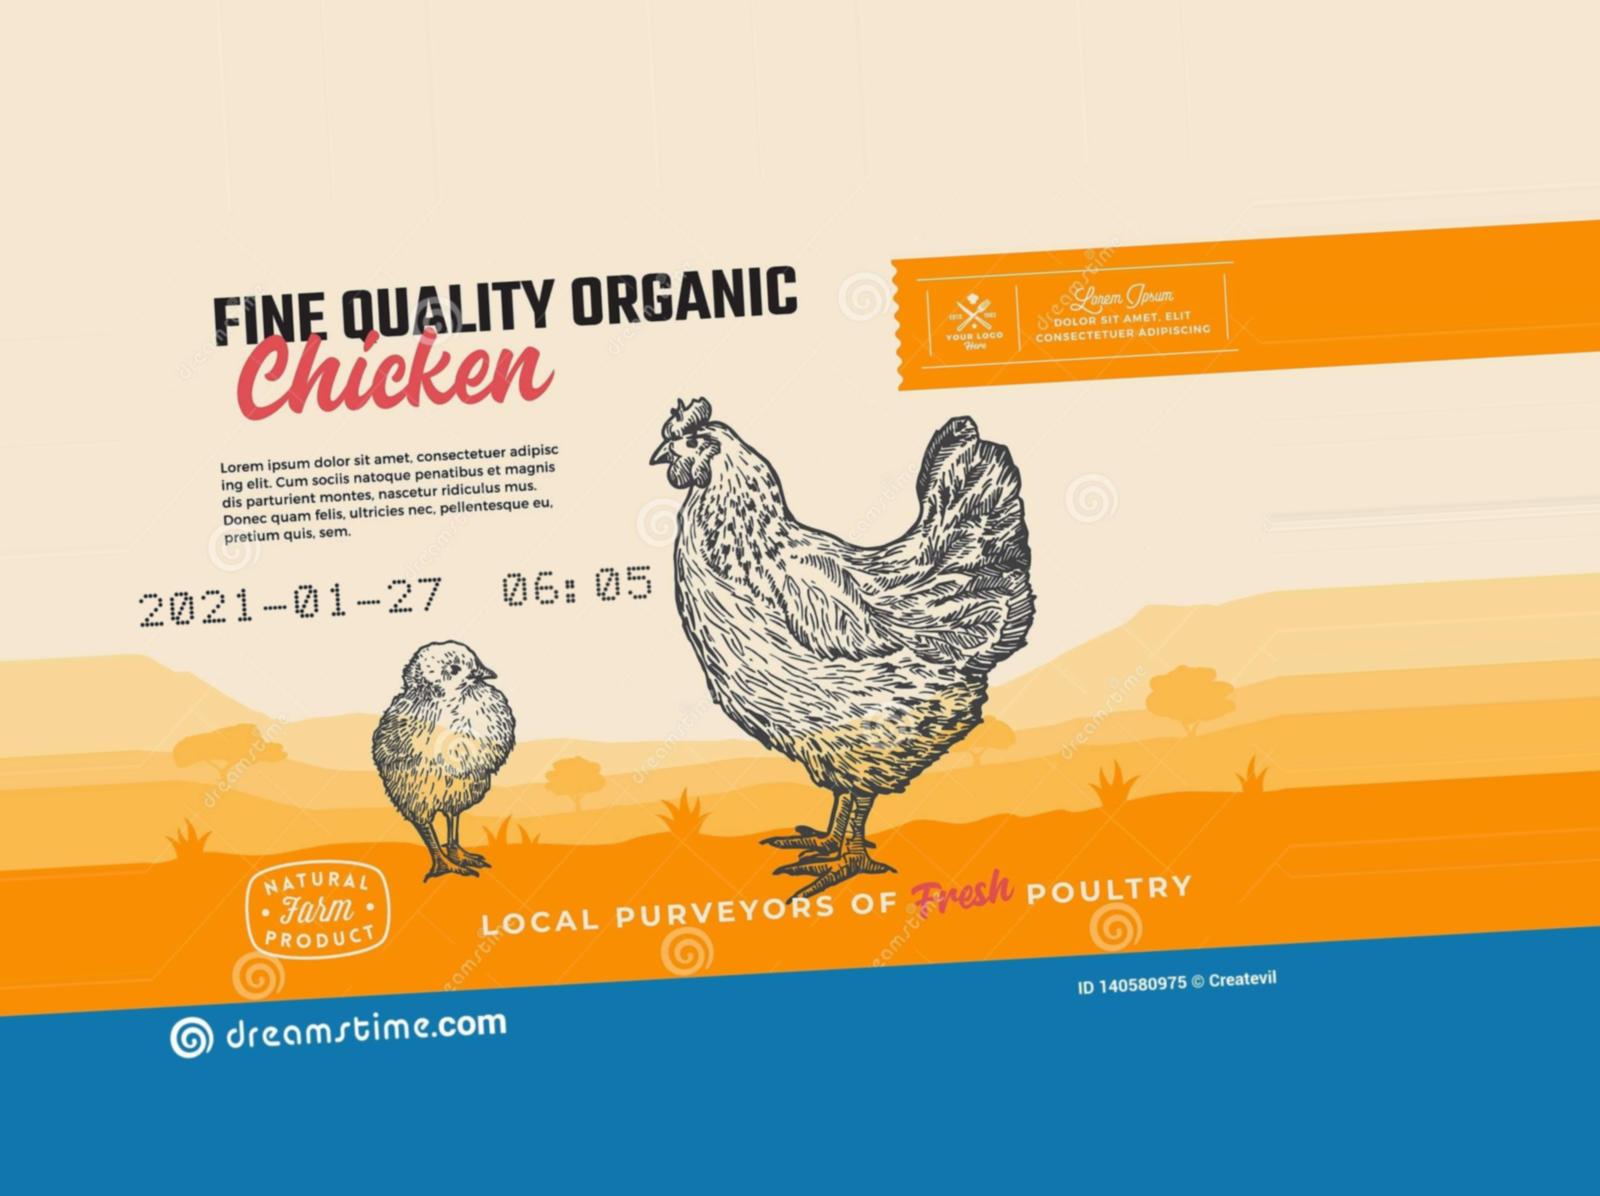 FINE QUALITY ORGANIC
Chicken
Lorem ipsum dolor sit amet, consectetuer adipisc
ing elit. Cum sociis natoque penatibus et magnis
dis parturient montes, nascetur ridiculus mus.
Donec quam felis, ultricies nec, pellentesque eu,
pretium quis, sem.
2021-01-27 06:05
ESTD 1983
YOUR LOGO
Here
Lorem Ipsum
DOLOR SIT AMET, ELIT
CONSECTETUER ADIPISCING
NATURAL
• Farm •
PRODUCT
LOCAL PURVEYORS OF Fresh POULTRY
ID 140580975 © Createvil
dreamstime.com